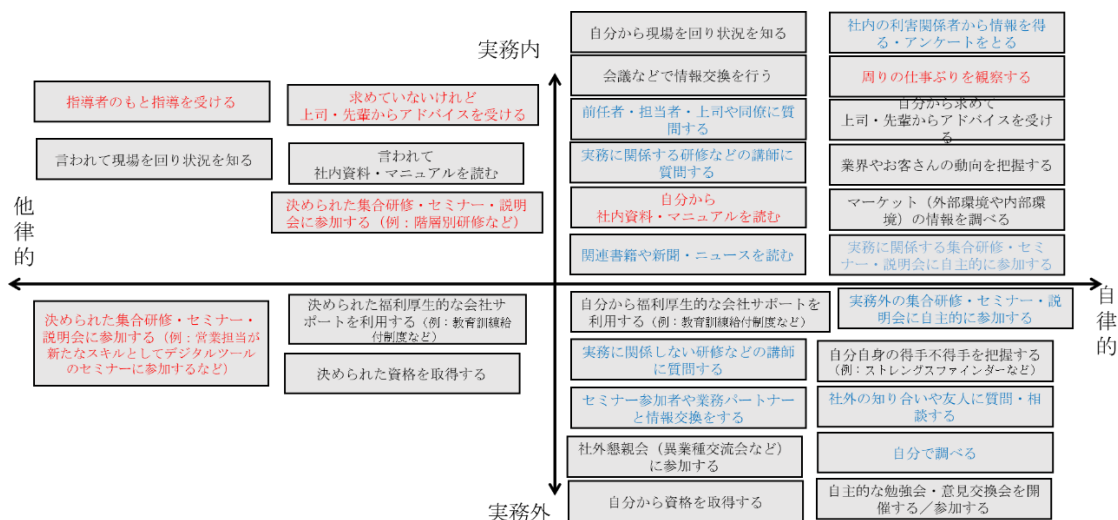 実務内
指導者のもと指導を受ける
求めていないけれど
上司・先輩からアドバイスを受ける
言われて現場を回り状況を知る
言われて
社内資料・マニュアルを読む
決められた集合研修・セミナー・説明
会に参加する（例：階層別研修など）
自分から現場を回り状況を知る
会議などで情報交換を行う
前任者・担当者・上司や同僚に質
問する
実務に関係する研修などの講師に
質問する
自分から
社内資料・マニュアルを読む
関連書籍や新聞・ニュースを読む
社内の利害関係者から情報を得
る・アンケートをとる
周りの仕事ぶりを観察する
自分から求めて
上司・先輩からアドバイスを受け
る
業界やお客さんの動向を把握する
マーケット（外部環境や内部環
境）の情報を調べる
実務に関係する集合研修・セミ
ナー・説明会に自主的に参加する
他律的
自律的
決められた集合研修・セミナー・
説明会に参加する（例：営業担当が
新たなスキルとしてデジタルツール
のセミナーに参加するなど）
決められた福利厚生的な会社サ
ポートを利用する（例：教育訓練給
付制度など）
決められた資格を取得する
自分から福利厚生的な会社サポートを
利用する（例：教育訓練給付制度など）
実務に関係しない研修などの講師
に質問する
セミナー参加者や業務パートナー
と情報交換をする
社外懇親会（異業種交流会など）
に参加する
自分から資格を取得する
実務外の集合研修・セミナー・説
明会に自主的に参加する
自分自身の得手不得手を把握する
（例：ストレングスファインダーなど）
社外の知り合いや友人に質問・相
談する
自分で調べる
自主的な勉強会・意見交換会を開
催する／参加する
実務外